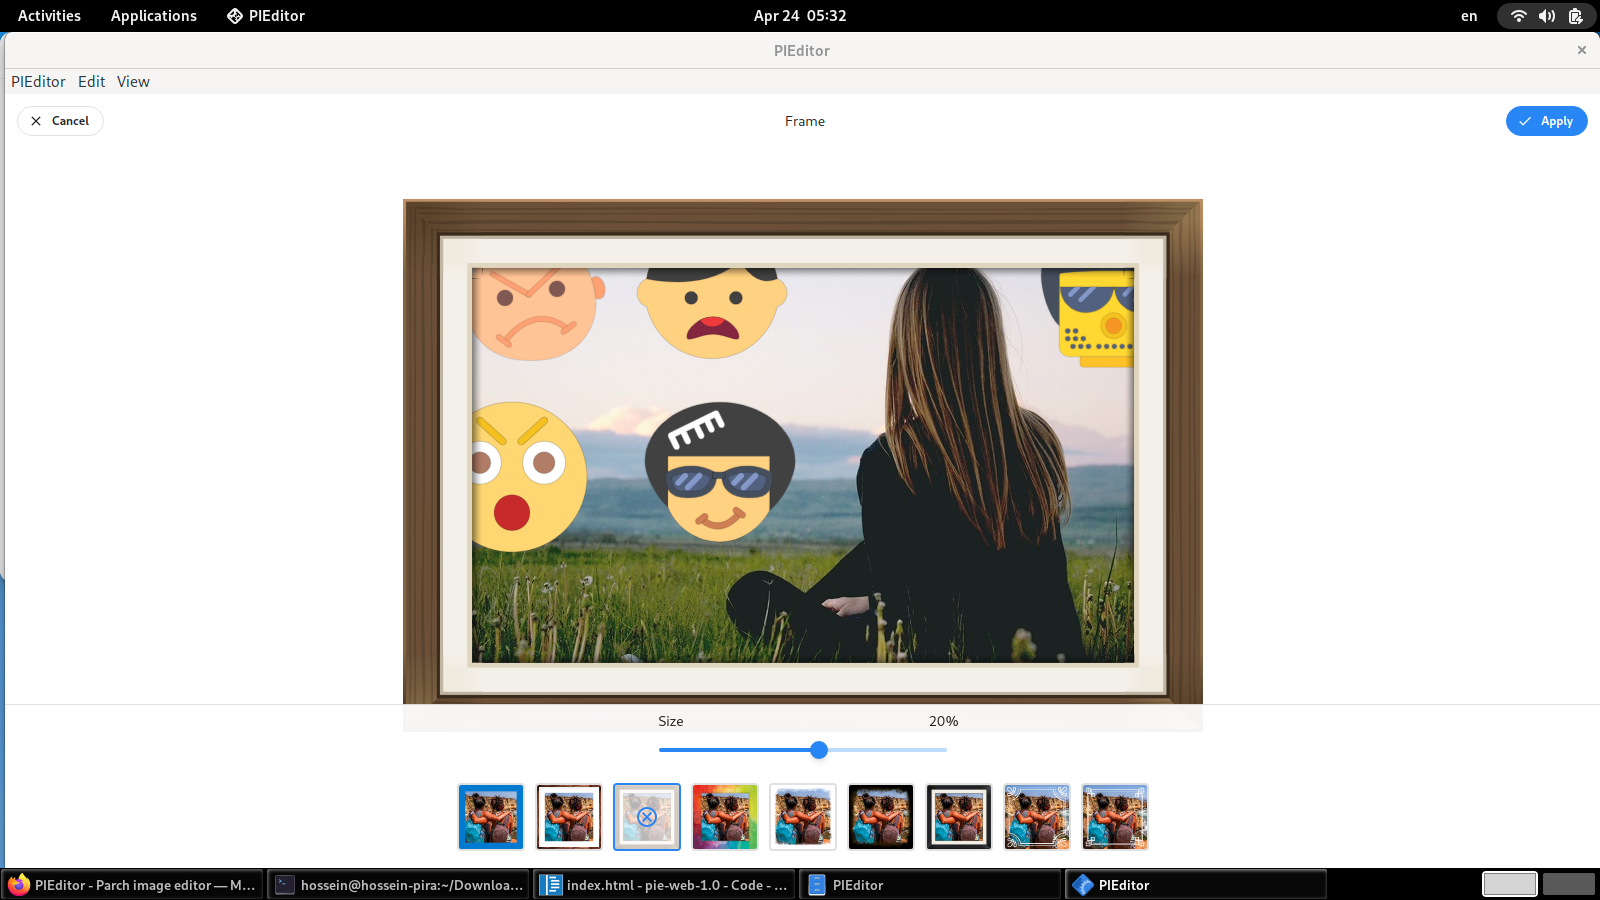 Activities Applications PIEditor Apr 24 05:32 en
PIEditor
PIEditor Edit View
Cancel Frame Apply
Size 20%
PIEditor - Parch image editor — M... hossein@hossein-pira:~/Downloa... index.html - pie-web-1.0 - Code - ... PIEditor PIEditor